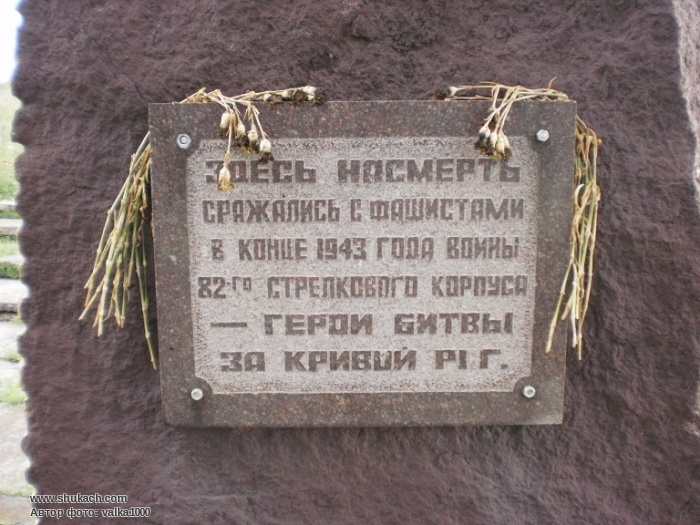 ЗДЕСЬ НАСМЕРТЬ
СРАЖАЛИСЬ С ФАШИСТАМИ
В КОНЦЕ 1943 ГОДА ВОИНЫ
82-ГО СТРЕЛКОВОГО КОРПУСА
— ГЕРОИ БИТВЫ
ЗА КРИВОЙ РІГ.
www.shukach.com
Автор фото: valka1000